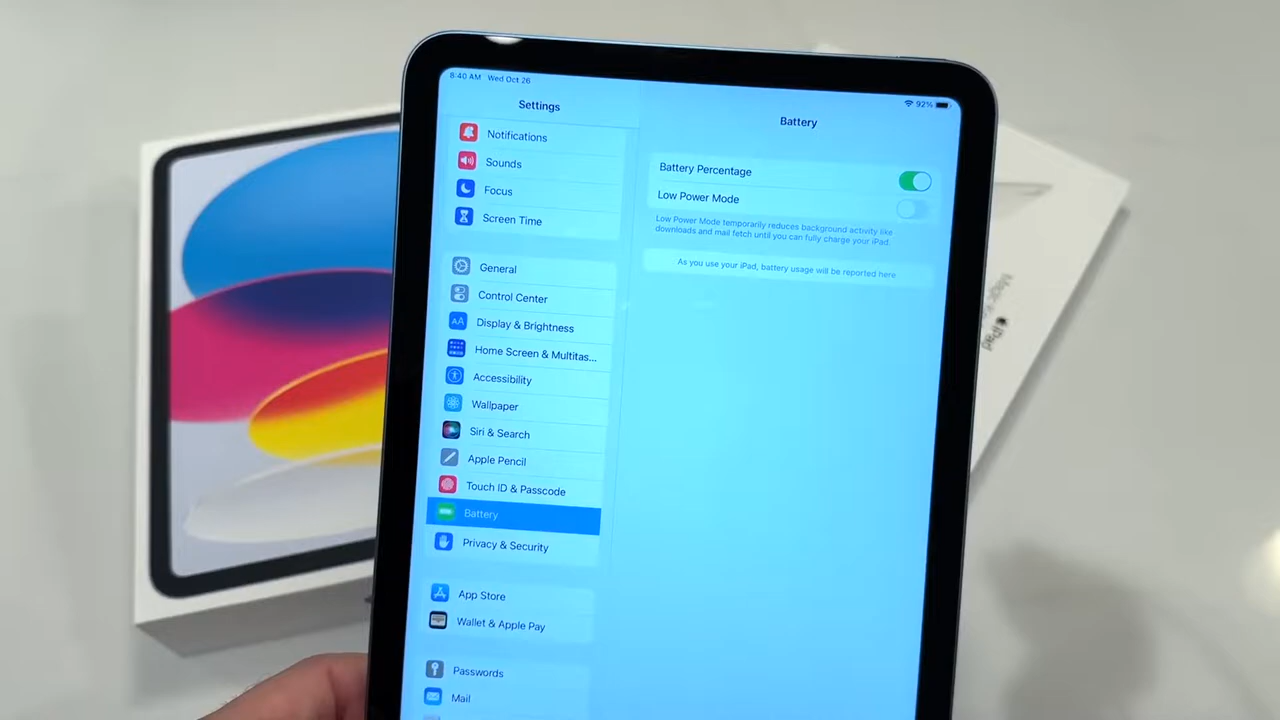 8:40 AM Wed Oct 26
92%
Settings
Notifications
Sounds
Focus
Screen Time
General
Control Center
AA Display & Brightness
Home Screen & Multitas...
Accessibility
Wallpaper
Siri & Search
Apple Pencil
Touch ID & Passcode
Battery
Privacy & Security
App Store
Wallet & Apple Pay
Passwords
Mail
Battery
Battery Percentage
Low Power Mode
Low Power Mode temporarily reduces background activity like
downloads and mail fetch until you can fully charge your iPad.
As you use your iPad, battery usage will be reported here
iPad